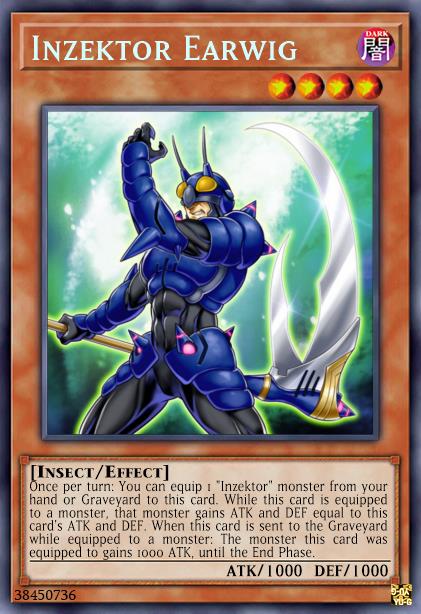 Inzektor Earwig
DARK
闇
[Insect/Effect]
Once per turn: You can equip 1 "Inzektor" monster from your
hand or Graveyard to this card. While this card is equipped
to a monster, that monster gains ATK and DEF equal to this
card's ATK and DEF. When this card is sent to the Graveyard
while equipped to a monster: The monster this card was
equipped to gains 1000 ATK, until the End Phase.
ATK/1000 DEF/1000
38450736